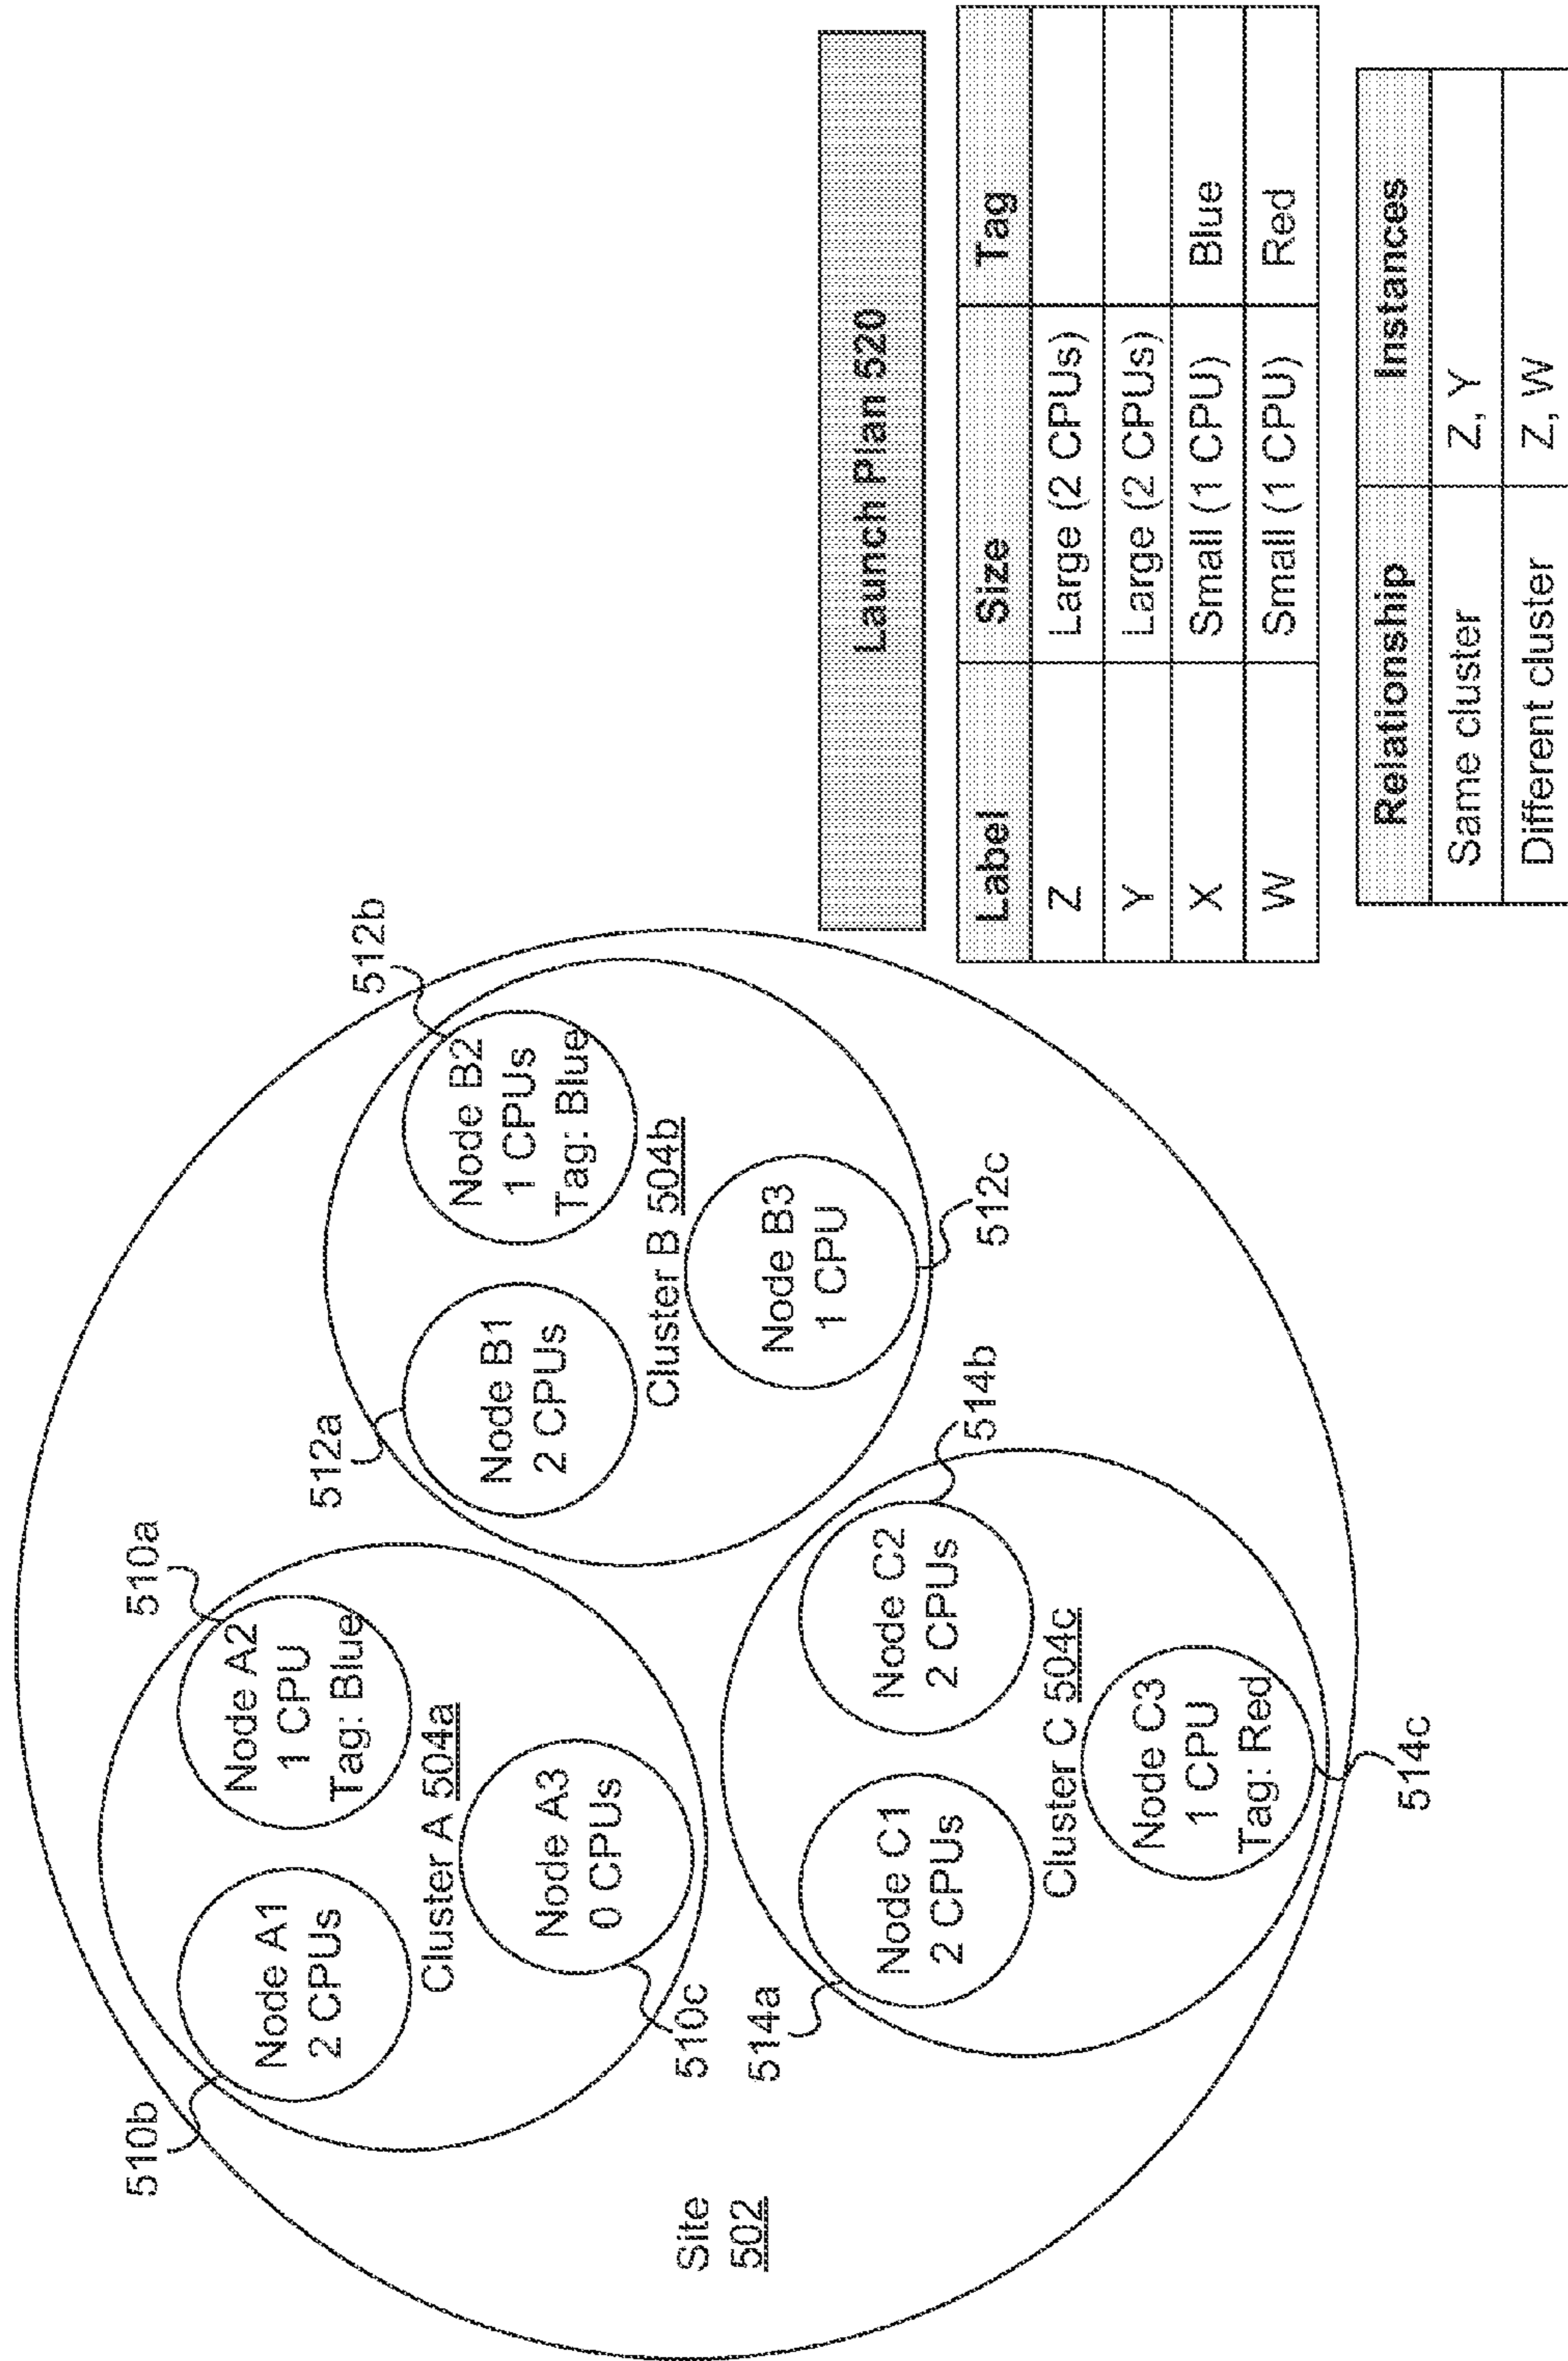 510b
510a
Node A1
2 CPUs
Node A2
1 CPU
Tag: Blue
Cluster A 504a
Node A3
0 CPUs
510c
512a
512b
Node B1
2 CPUs
Node B2
1 CPUs
Tag: Blue
Cluster B 504b
Node B3
1 CPU
512c
Site
502
514a
514b
Node C1
2 CPUs
Node C2
2 CPUs
Cluster C 504c
Node C3
1 CPU
Tag: Red
514c
Launch Plan 520
Label Size Tag
Z Large (2 CPUs)
Y Large (2 CPUs)
X Small (1 CPU) Blue
W Small (1 CPU) Red
Relationship Instances
Same cluster Z, Y
Different cluster Z, W